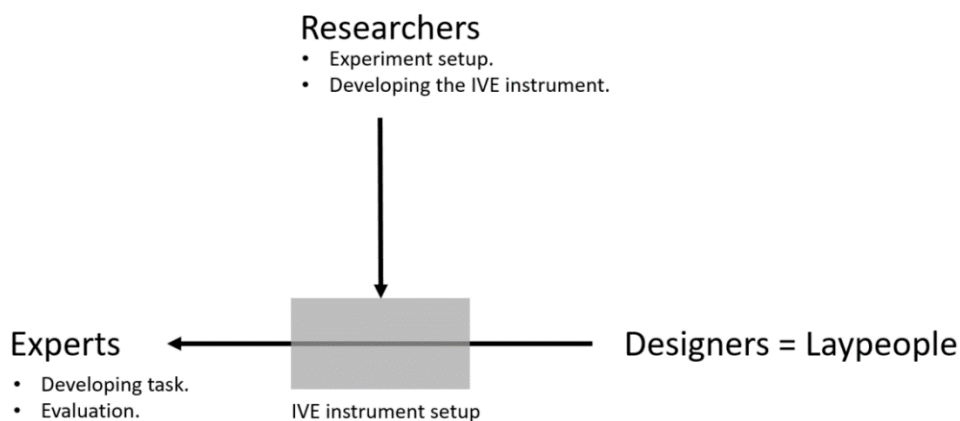 Researchers
• Experiment setup.
• Developing the IVE instrument.
Experts
• Developing task.
• Evaluation.
IVE instrument setup
Designers = Laypeople